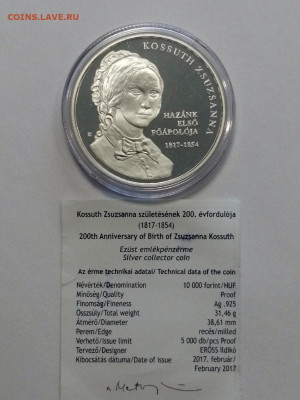 COINS.LAVE.RU
KOSSUTH ZSUZSANNA
HAZÁNK
ELSŐ
FŐÁPOLÓJA
1817-1854
Kossuth Zsuzsanna születésének 200. évfordulója
(1817-1854)
200th Anniversary of Birth of Zsuzsanna Kossuth
Ezüst emlékpénzérme
Silver collector coin
Az érme technikai adatai/ Technical data of the coin
Névérték/Denomination 10 000 forint/HUF
Minőség/Quality Proof
Finomság/Fineness Ag .925
Összsúly/Total weight 31,46 g
Átmérő/Diameter 38,61 mm
Perem/Edge recés/milled
Verhető/Issue limit 5 000 db/pcs Proof
Tervező/Designer ERŐSS Ildikó
Kibocsátás dátuma/Date of Issue 2017. február/
February 2017